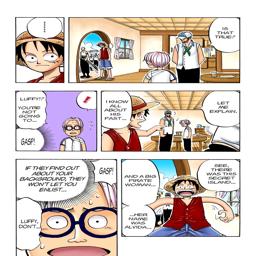 IS
THAT
TRUE?
......
LET
ME
EXPLAIN.
I KNOW
ALL
ABOUT
HIS
PAST...
!
LUFFY!?
YOU'RE
NOT
GOING
TO...
GASP!
SEE,
THERE
WAS THIS
SECRET
ISLAND...
AND A BIG
PIRATE
WOMAN...
...HER
NAME WAS
ALVIDA.
GASP!
IF THEY FIND OUT
ABOUT YOUR
BACKGROUND, THEY
WON'T LET YOU
ENLIST...
LUFFY,
DON'T...